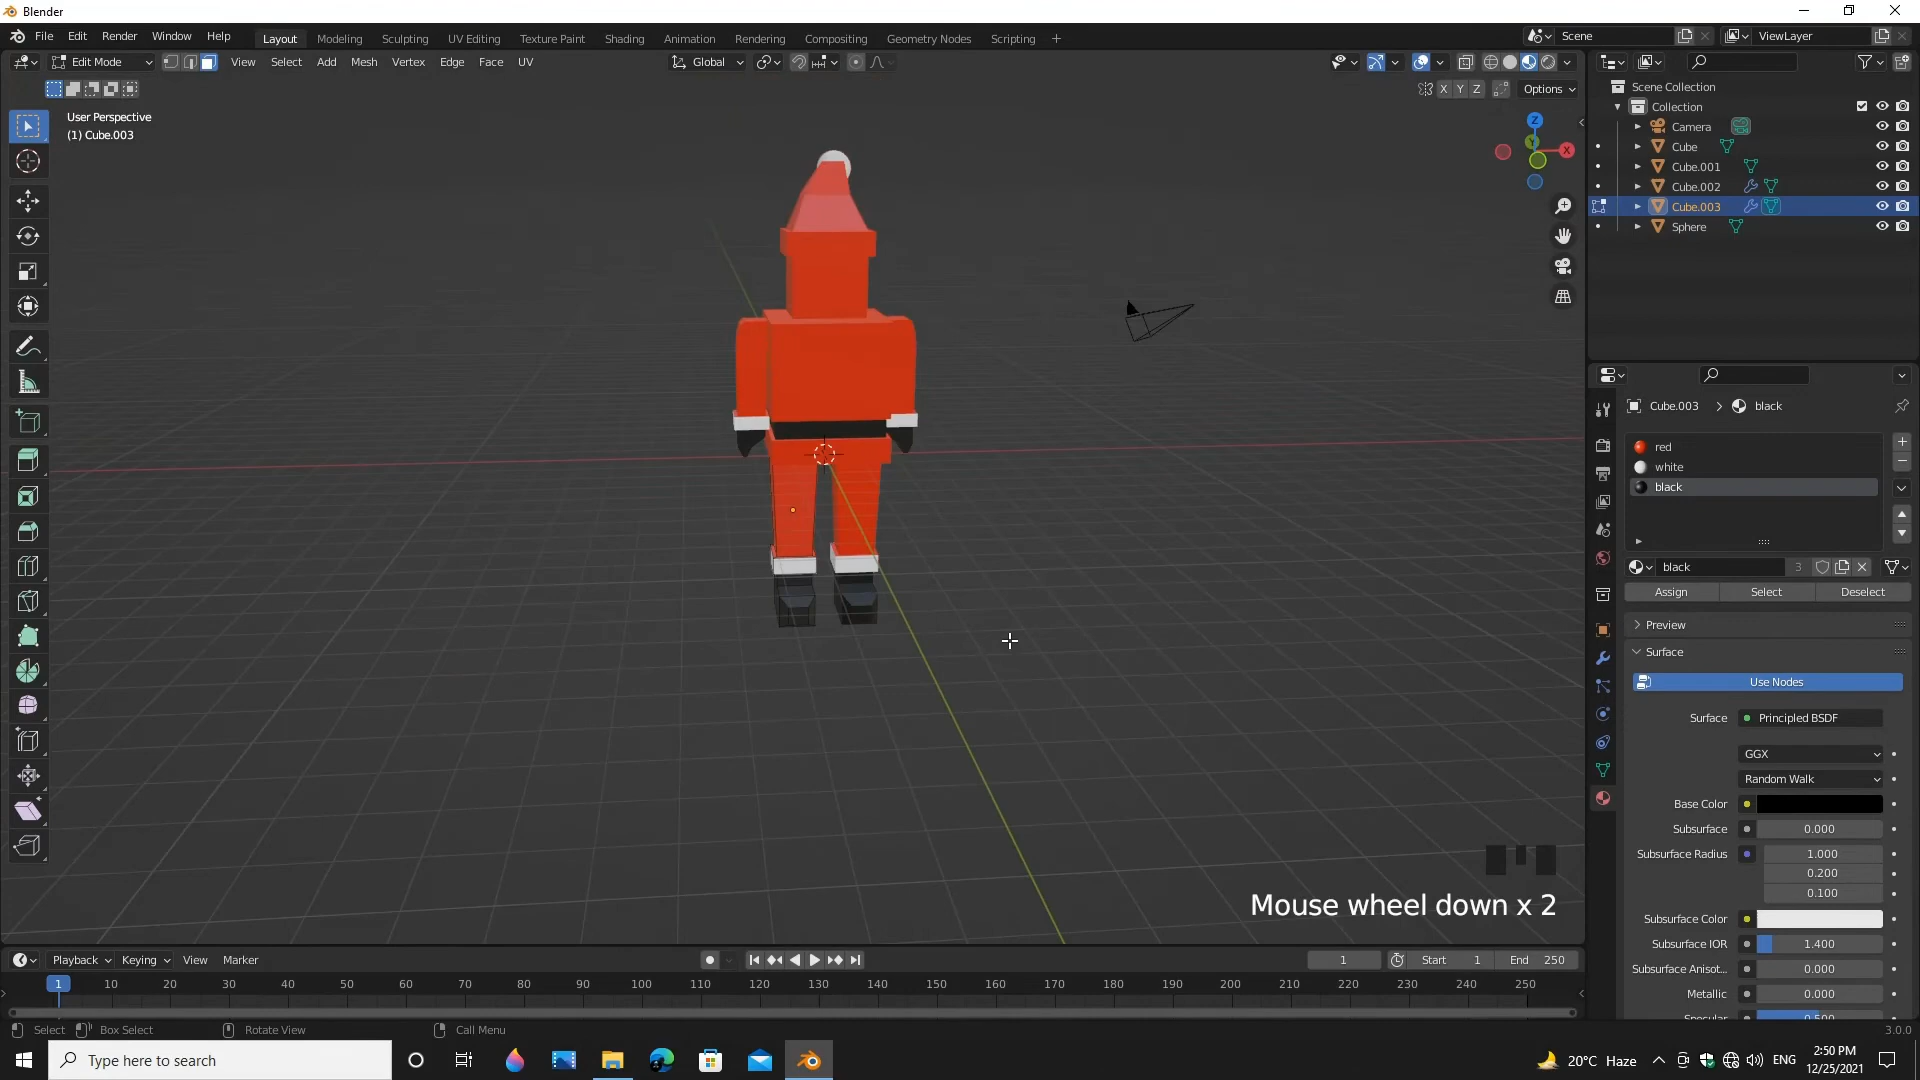 Blender
File Edit Render Window Help Layout Modeling Sculpting UV Editing Texture Paint Shading Animation Rendering Compositing Geometry Nodes Scripting + Scene ViewLayer
Edit Mode View Select Add Mesh Vertex Edge Face UV Global
X Y Z Options
User Perspective
(1) Cube.003
Z
Y
X
Scene Collection
Collection
Camera
Cube
Cube.001
Cube.002
Cube.003
Sphere
Cube.003 > black
red
white
black
black 3
Assign Select Deselect
Preview
Surface
Use Nodes
Surface Principled BSDF
GGX
Random Walk
Base Color
Subsurface 0.000
Subsurface Radius 1.000
0.200
0.100
Subsurface Color
Subsurface IOR 1.400
Subsurface Anisot... 0.000
Metallic 0.000
Specular 0.500
Mouse wheel down x 2
Playback Keying View Marker 1 Start 1 End 250
1 10 20 30 40 50 60 70 80 90 100 110 120 130 140 150 160 170 180 190 200 210 220 230 240 250
Select Box Select Rotate View Call Menu 3.0.0
Type here to search 20°C Haze ENG 2:50 PM
12/25/2021